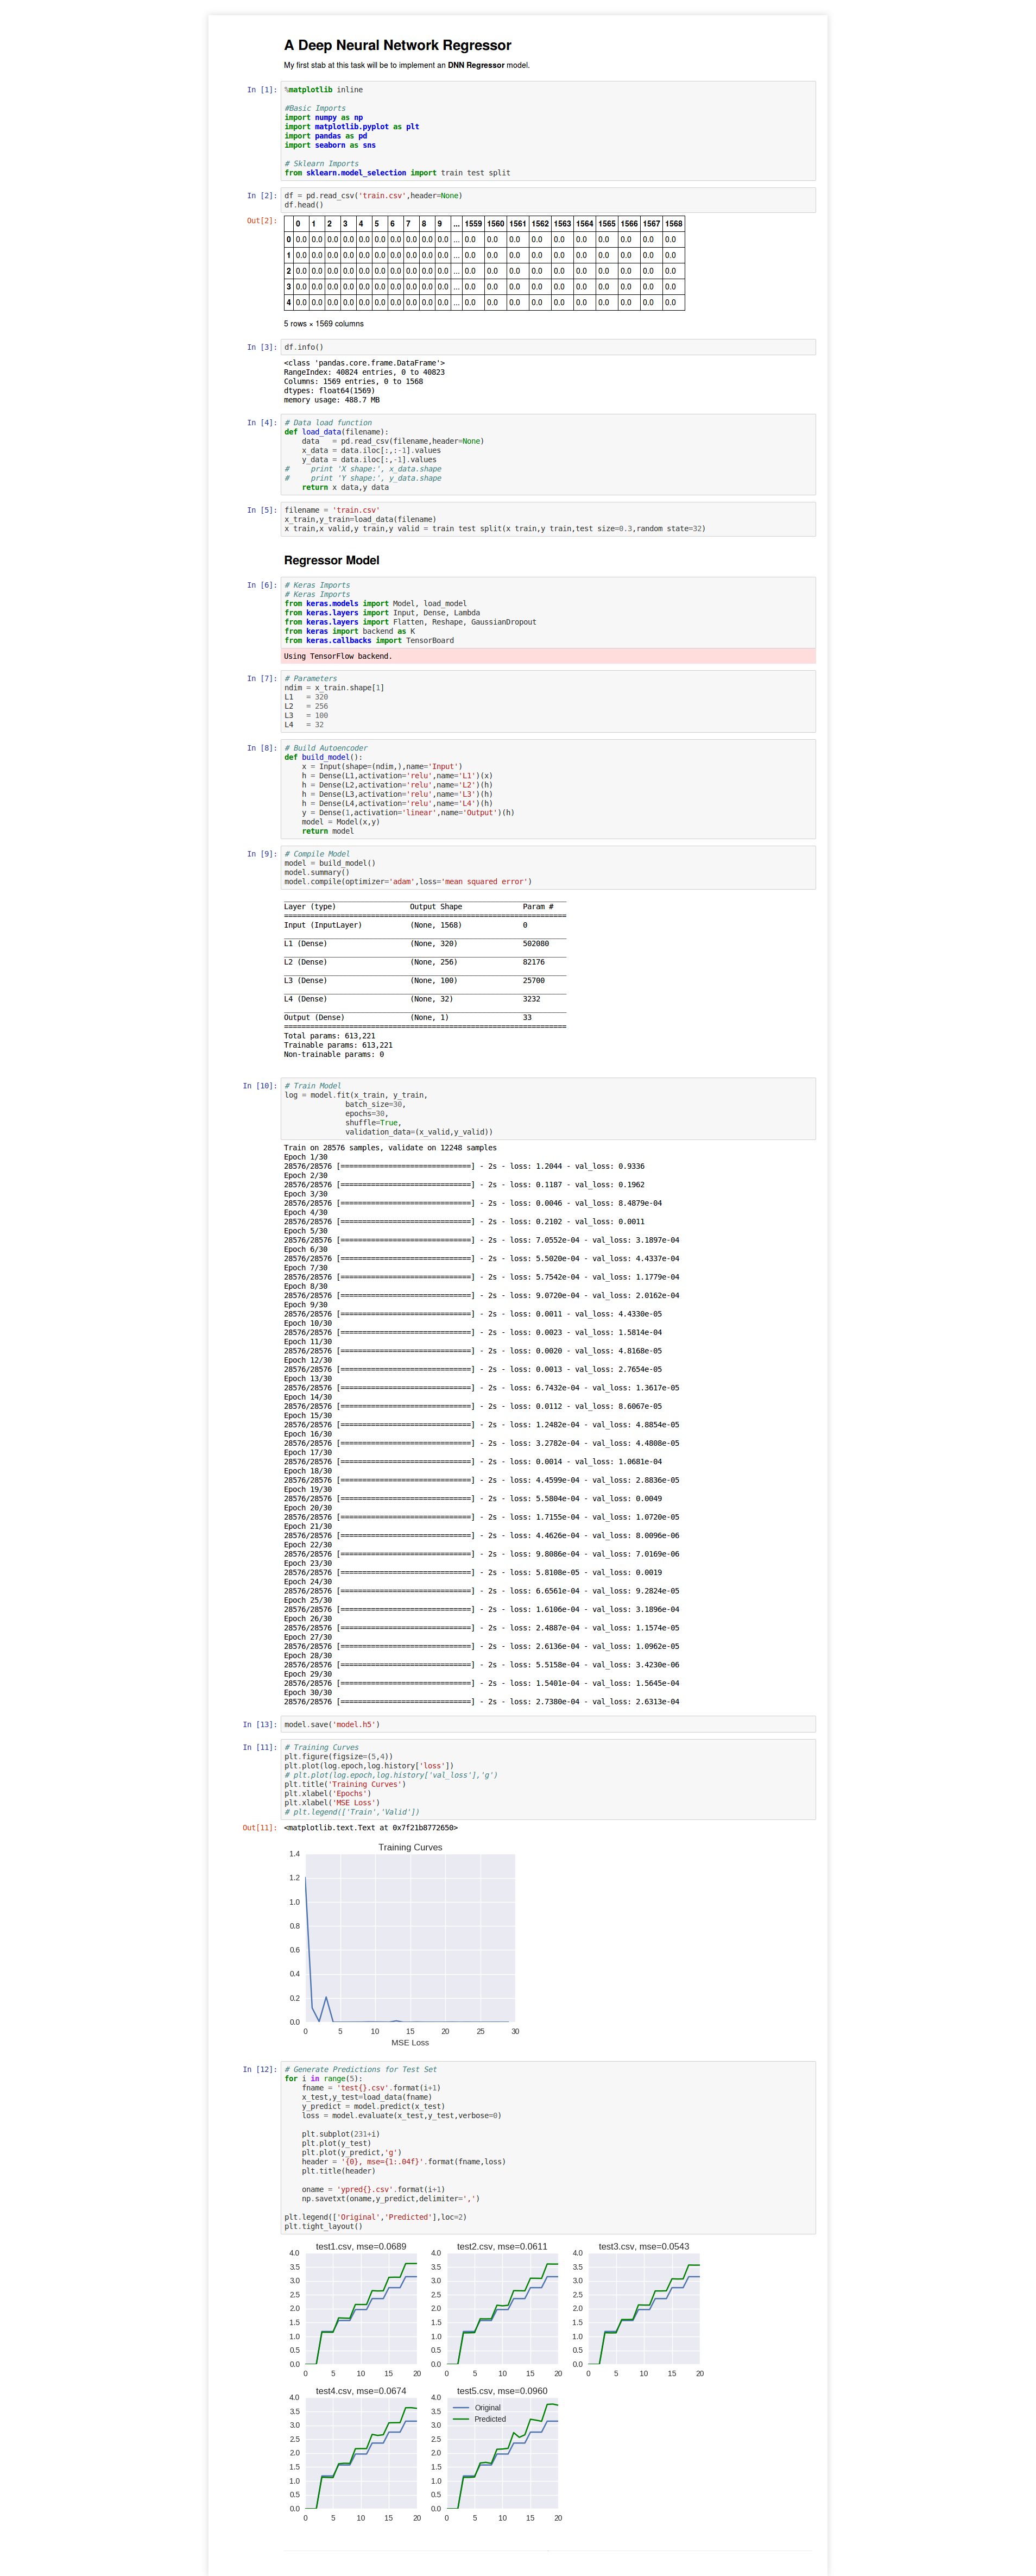 A Deep Neural Network Regressor
My first stab at this task will be to implement an DNN Regressor model.
In [1]:
%matplotlib inline
#Basic Imports
import numpy as np
import matplotlib.pyplot as plt
import pandas as pd
import seaborn as sns
# Sklearn Imports
from sklearn.model_selection import train test split
In [2]:
df = pd.read_csv('train.csv',header=None)
df.head()
Out[2]:
0 1 2 3 4 5 6 7 8 9 ... 1559 1560 1561 1562 1563 1564 1565 1566 1567 1568
0 0.0 0.0 0.0 0.0 0.0 0.0 0.0 0.0 0.0 0.0 ... 0.0 0.0 0.0 0.0 0.0 0.0 0.0 0.0 0.0 0.0
1 0.0 0.0 0.0 0.0 0.0 0.0 0.0 0.0 0.0 0.0 ... 0.0 0.0 0.0 0.0 0.0 0.0 0.0 0.0 0.0 0.0
2 0.0 0.0 0.0 0.0 0.0 0.0 0.0 0.0 0.0 0.0 ... 0.0 0.0 0.0 0.0 0.0 0.0 0.0 0.0 0.0 0.0
3 0.0 0.0 0.0 0.0 0.0 0.0 0.0 0.0 0.0 0.0 ... 0.0 0.0 0.0 0.0 0.0 0.0 0.0 0.0 0.0 0.0
4 0.0 0.0 0.0 0.0 0.0 0.0 0.0 0.0 0.0 0.0 ... 0.0 0.0 0.0 0.0 0.0 0.0 0.0 0.0 0.0 0.0
5 rows × 1569 columns
In [3]:
df.info()
<class 'pandas.core.frame.DataFrame'>
RangeIndex: 40824 entries, 0 to 40823
Columns: 1569 entries, 0 to 1568
dtypes: float64(1569)
memory usage: 488.7 MB
In [4]:
# Data load function
def load_data(filename):
data   = pd.read_csv(filename,header=None)
x_data = data.iloc[:,:-1].values
y_data = data.iloc[:,-1].values
#     print 'X shape:', x_data.shape
#     print 'Y shape:', y_data.shape
return x data,y data
In [5]:
filename = 'train.csv'
x_train,y_train=load_data(filename)
x train,x valid,y train,y valid = train test split(x train,y train,test size=0.3,random state=32)
Regressor Model
In [6]:
# Keras Imports
# Keras Imports
from keras.models import Model, load_model
from keras.layers import Input, Dense, Lambda
from keras.layers import Flatten, Reshape, GaussianDropout
from keras import backend as K
from keras.callbacks import TensorBoard
Using TensorFlow backend.
In [7]:
# Parameters
ndim = x_train.shape[1]
L1   = 320
L2   = 256
L3   = 100
L4   = 32
In [8]:
# Build Autoencoder
def build_model():
x = Input(shape=(ndim,),name='Input')
h = Dense(L1,activation='relu',name='L1')(x)
h = Dense(L2,activation='relu',name='L2')(h)
h = Dense(L3,activation='relu',name='L3')(h)
h = Dense(L4,activation='relu',name='L4')(h)
y = Dense(1,activation='linear',name='Output')(h)
model = Model(x,y)
return model
In [9]:
# Compile Model
model = build_model()
model.summary()
model.compile(optimizer='adam',loss='mean squared error')
Layer (type) Output Shape Param #
=================================================================
Input (InputLayer) (None, 1568) 0
L1 (Dense) (None, 320) 502080
L2 (Dense) (None, 256) 82176
L3 (Dense) (None, 100) 25700
L4 (Dense) (None, 32) 3232
Output (Dense) (None, 1) 33
=================================================================
Total params: 613,221
Trainable params: 613,221
Non-trainable params: 0
In [10]:
# Train Model
log = model.fit(x_train, y_train,
batch_size=30,
epochs=30,
shuffle=True,
validation_data=(x_valid,y_valid))
Train on 28576 samples, validate on 12248 samples
Epoch 1/30
28576/28576 [==============================] - 2s - loss: 1.2044 - val_loss: 0.9336
Epoch 2/30
28576/28576 [==============================] - 2s - loss: 0.1187 - val_loss: 0.1962
Epoch 3/30
28576/28576 [==============================] - 2s - loss: 0.0046 - val_loss: 8.4879e-04
Epoch 4/30
28576/28576 [==============================] - 2s - loss: 0.2102 - val_loss: 0.0011
Epoch 5/30
28576/28576 [==============================] - 2s - loss: 7.0552e-04 - val_loss: 3.1897e-04
Epoch 6/30
28576/28576 [==============================] - 2s - loss: 5.5020e-04 - val_loss: 4.4337e-04
Epoch 7/30
28576/28576 [==============================] - 2s - loss: 5.7542e-04 - val_loss: 1.1779e-04
Epoch 8/30
28576/28576 [==============================] - 2s - loss: 9.0720e-04 - val_loss: 2.0162e-04
Epoch 9/30
28576/28576 [==============================] - 2s - loss: 0.0011 - val_loss: 4.4330e-05
Epoch 10/30
28576/28576 [==============================] - 2s - loss: 0.0023 - val_loss: 1.5814e-04
Epoch 11/30
28576/28576 [==============================] - 2s - loss: 0.0020 - val_loss: 4.8168e-05
Epoch 12/30
28576/28576 [==============================] - 2s - loss: 0.0013 - val_loss: 2.7654e-05
Epoch 13/30
28576/28576 [==============================] - 2s - loss: 6.7432e-04 - val_loss: 1.3617e-05
Epoch 14/30
28576/28576 [==============================] - 2s - loss: 0.0112 - val_loss: 8.6067e-05
Epoch 15/30
28576/28576 [==============================] - 2s - loss: 1.2482e-04 - val_loss: 4.8854e-05
Epoch 16/30
28576/28576 [==============================] - 2s - loss: 3.2782e-04 - val_loss: 4.4808e-05
Epoch 17/30
28576/28576 [==============================] - 2s - loss: 0.0014 - val_loss: 1.0681e-04
Epoch 18/30
28576/28576 [==============================] - 2s - loss: 4.4599e-04 - val_loss: 2.8836e-05
Epoch 19/30
28576/28576 [==============================] - 2s - loss: 5.5804e-04 - val_loss: 0.0049
Epoch 20/30
28576/28576 [==============================] - 2s - loss: 1.7155e-04 - val_loss: 1.0720e-05
Epoch 21/30
28576/28576 [==============================] - 2s - loss: 4.4626e-04 - val_loss: 8.0096e-06
Epoch 22/30
28576/28576 [==============================] - 2s - loss: 9.8086e-04 - val_loss: 7.0169e-06
Epoch 23/30
28576/28576 [==============================] - 2s - loss: 5.8108e-05 - val_loss: 0.0019
Epoch 24/30
28576/28576 [==============================] - 2s - loss: 6.6561e-04 - val_loss: 9.2824e-05
Epoch 25/30
28576/28576 [==============================] - 2s - loss: 1.6106e-04 - val_loss: 3.1896e-04
Epoch 26/30
28576/28576 [==============================] - 2s - loss: 2.4887e-04 - val_loss: 1.1574e-05
Epoch 27/30
28576/28576 [==============================] - 2s - loss: 2.6136e-04 - val_loss: 1.0962e-05
Epoch 28/30
28576/28576 [==============================] - 2s - loss: 5.5158e-04 - val_loss: 3.4230e-06
Epoch 29/30
28576/28576 [==============================] - 2s - loss: 1.5401e-04 - val_loss: 1.5645e-04
Epoch 30/30
28576/28576 [==============================] - 2s - loss: 2.7380e-04 - val_loss: 2.6313e-04
In [13]:
model.save('model.h5')
In [11]:
# Training Curves
plt.figure(figsize=(5,4))
plt.plot(log.epoch,log.history['loss'])
# plt.plot(log.epoch,log.history['val_loss'],'g')
plt.title('Training Curves')
plt.xlabel('Epochs')
plt.xlabel('MSE Loss')
# plt.legend(['Train','Valid'])
Out[11]:
<matplotlib.text.Text at 0x7f21b8772650>
Training Curves
1.4
1.2
1.0
0.8
0.6
0.4
0.2
0.0
0 5 10 15 20 25 30
MSE Loss
In [12]:
# Generate Predictions for Test Set
for i in range(5):
fname = 'test{}.csv'.format(i+1)
x_test,y_test=load_data(fname)
y_predict = model.predict(x_test)
loss = model.evaluate(x_test,y_test,verbose=0)
plt.subplot(231+i)
plt.plot(y_test)
plt.plot(y_predict,'g')
header = '{0}, mse={1:.04f}'.format(fname,loss)
plt.title(header)
oname = 'ypred{}.csv'.format(i+1)
np.savetxt(oname,y_predict,delimiter=',')
plt.legend(['Original','Predicted'],loc=2)
plt.tight_layout()
test1.csv, mse=0.0689 test2.csv, mse=0.0611 test3.csv, mse=0.0543
4.0 4.0 4.0
3.5 3.5 3.5
3.0 3.0 3.0
2.5 2.5 2.5
2.0 2.0 2.0
1.5 1.5 1.5
1.0 1.0 1.0
0.5 0.5 0.5
0.0 0.0 0.0
0 5 10 15 20 0 5 10 15 20 0 5 10 15 20
test4.csv, mse=0.0674 test5.csv, mse=0.0960
4.0 4.0
Original
3.5 3.5
Predicted
3.0 3.0
2.5 2.5
2.0 2.0
1.5 1.5
1.0 1.0
0.5 0.5
0.0 0.0
0 5 10 15 20 0 5 10 15 20